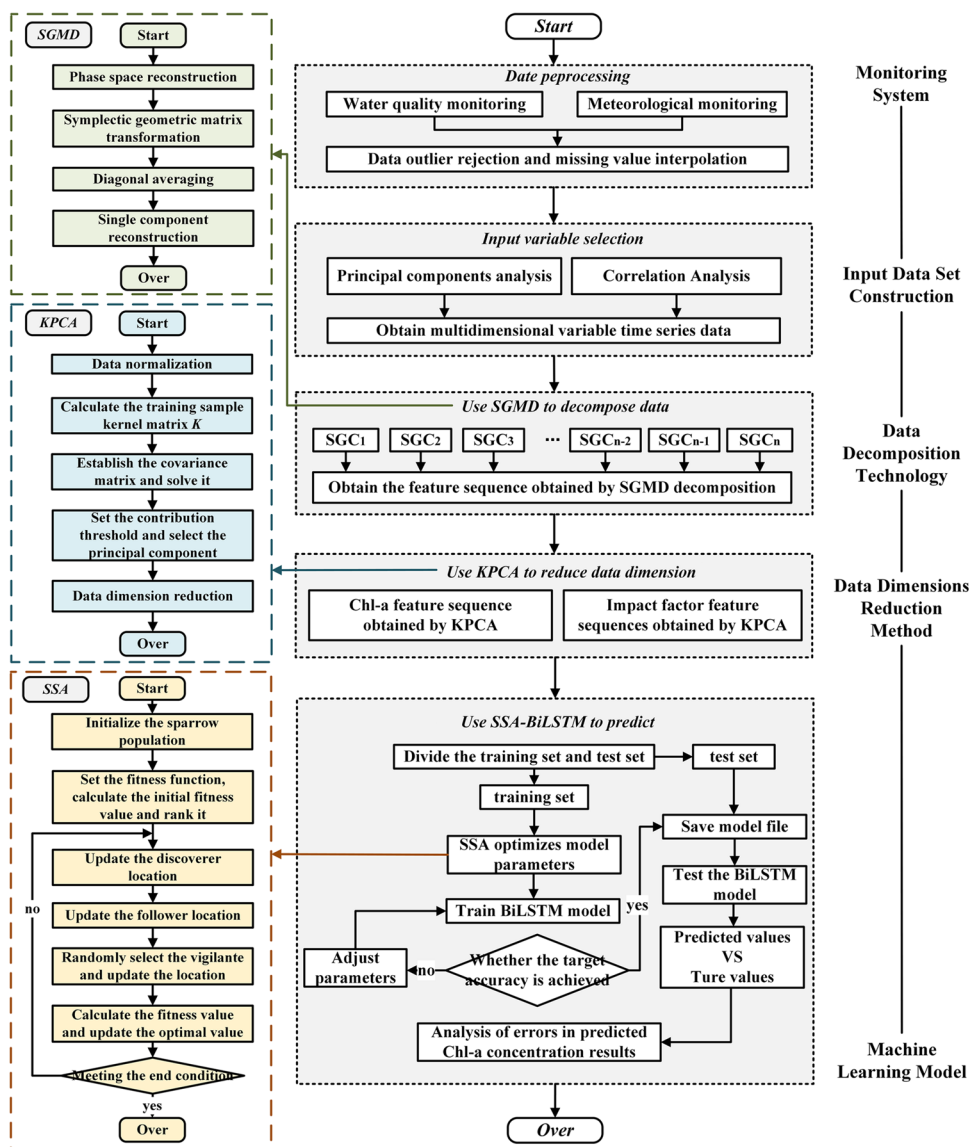 SGMD
Start
Phase space reconstruction
Symplectic geometric matrix
transformation
Diagonal averaging
Single component
reconstruction
Over
KPCA
Start
Data normalization
Calculate the training sample
kernel matrix K
Establish the covariance
matrix and solve it
Set the contribution
threshold and select the
principal component
Data dimension reduction
Over
SSA
Start
Initialize the sparrow
population
Set the fitness function,
calculate the initial fitness
value and rank it
Update the discoverer
location
no
Update the follower location
Randomly select the vigilante
and update the location
Calculate the fitness value
and update the optimal value
Meeting the end condition
yes
Over
Start
Date peprocessing
Water quality monitoring
Meteorological monitoring
Data outlier rejection and missing value interpolation
Input variable selection
Principal components analysis
Correlation Analysis
Obtain multidimensional variable time series data
Use SGMD to decompose data
SGC1 SGC2 SGC3 ··· SGCn-2 SGCn-1 SGCn
Obtain the feature sequence obtained by SGMD decomposition
Use KPCA to reduce data dimension
Chl-a feature sequence
obtained by KPCA
Impact factor feature
sequences obtained by KPCA
Use SSA-BiLSTM to predict
Divide the training set and test set
test set
training set
SSA optimizes model
parameters
Save model file
Train BiLSTM model
yes
Test the BiLSTM
model
Adjust
parameters
no
Whether the target
accuracy is achieved
Predicted values
VS
Ture values
Analysis of errors in predicted
Chl-a concentration results
Over
Monitoring
System
Input Data Set
Construction
Data
Decomposition
Technology
Data Dimensions
Reduction
Method
Machine
Learning Model